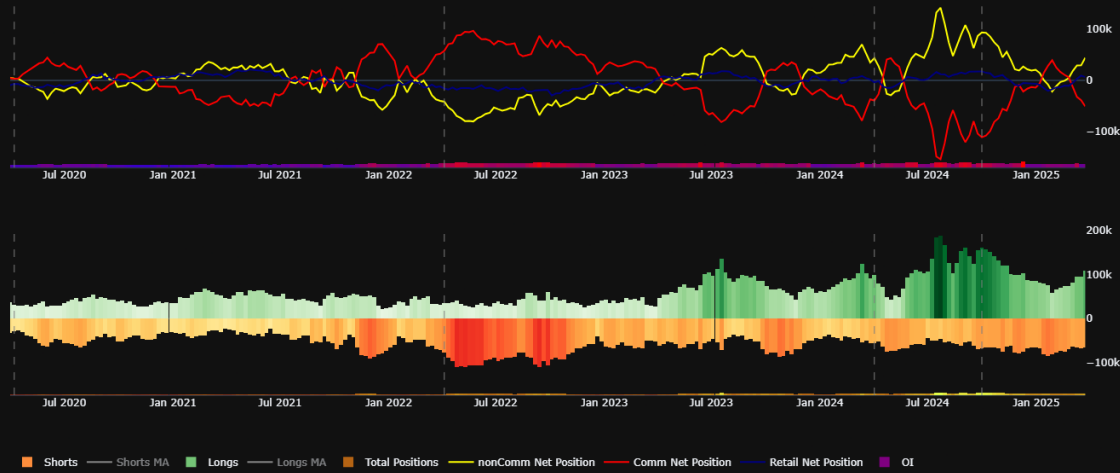 100k
0
−100k
Jul 2020 Jan 2021 Jul 2021 Jan 2022 Jul 2022 Jan 2023 Jul 2023 Jan 2024 Jul 2024 Jan 2025
200k
100k
0
−100k
Jul 2020 Jan 2021 Jul 2021 Jan 2022 Jul 2022 Jan 2023 Jul 2023 Jan 2024 Jul 2024 Jan 2025
Shorts Shorts MA Longs Longs MA Total Positions nonComm Net Position Comm Net Position Retail Net Position OI